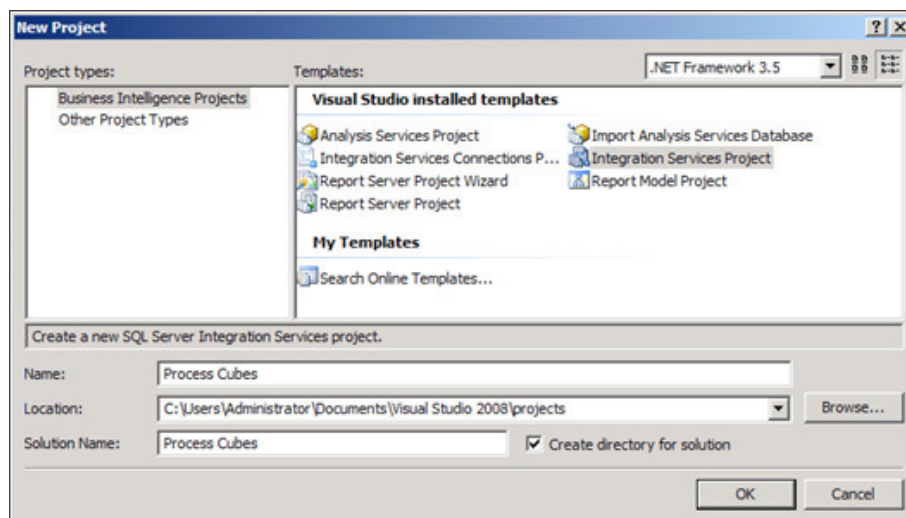 New Project
Project types:
Templates:
.NET Framework 3.5
Business Intelligence Projects
Other Project Types
Visual Studio installed templates
Analysis Services Project
Import Analysis Services Database
Integration Services Connections P...
Integration Services Project
Report Server Project Wizard
Report Model Project
Report Server Project
My Templates
Search Online Templates...
Create a new SQL Server Integration Services project.
Name:
Process Cubes
Location:
C:\Users\Administrator\Documents\Visual Studio 2008\projects
Browse...
Solution Name:
Process Cubes
Create directory for solution
OK
Cancel